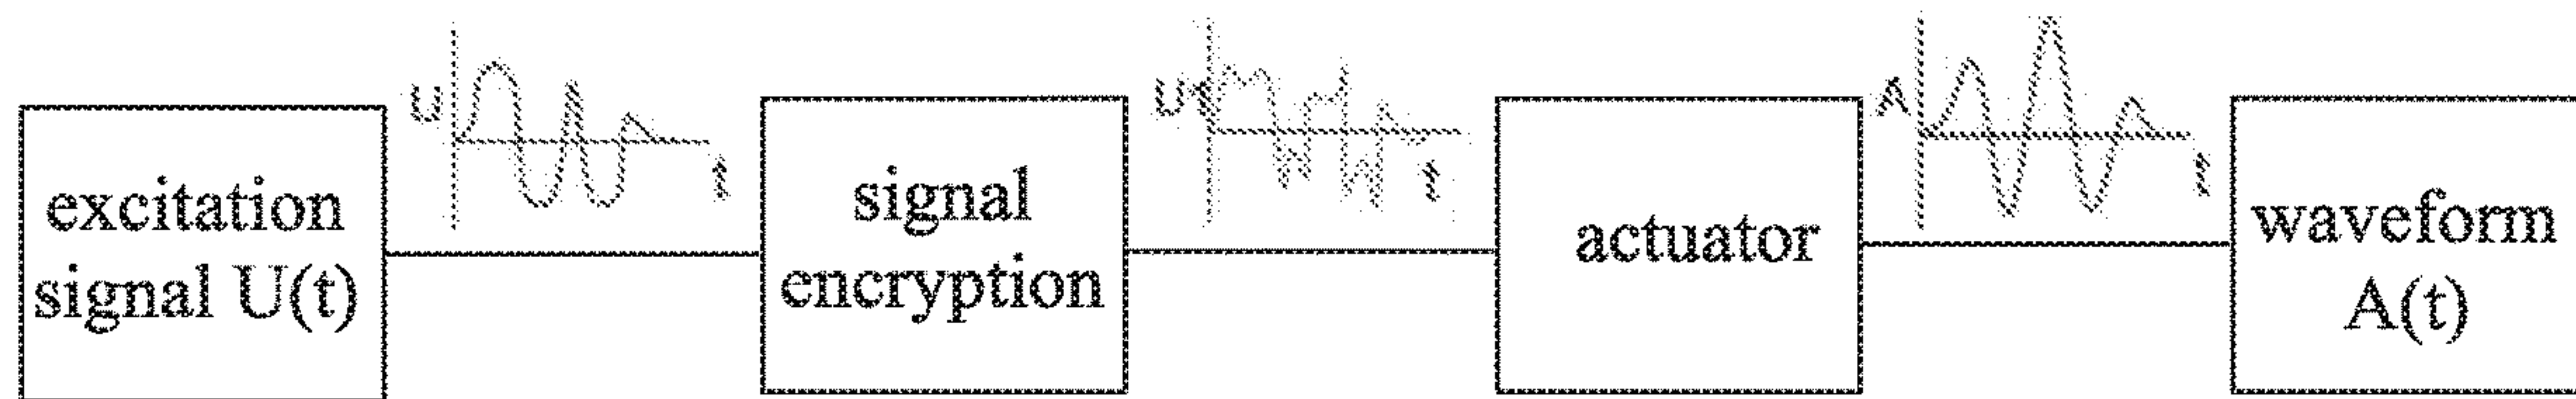 excitation
signal U(t)
U
t
signal
encryption
U
t
actuator
A
t
waveform
A(t)